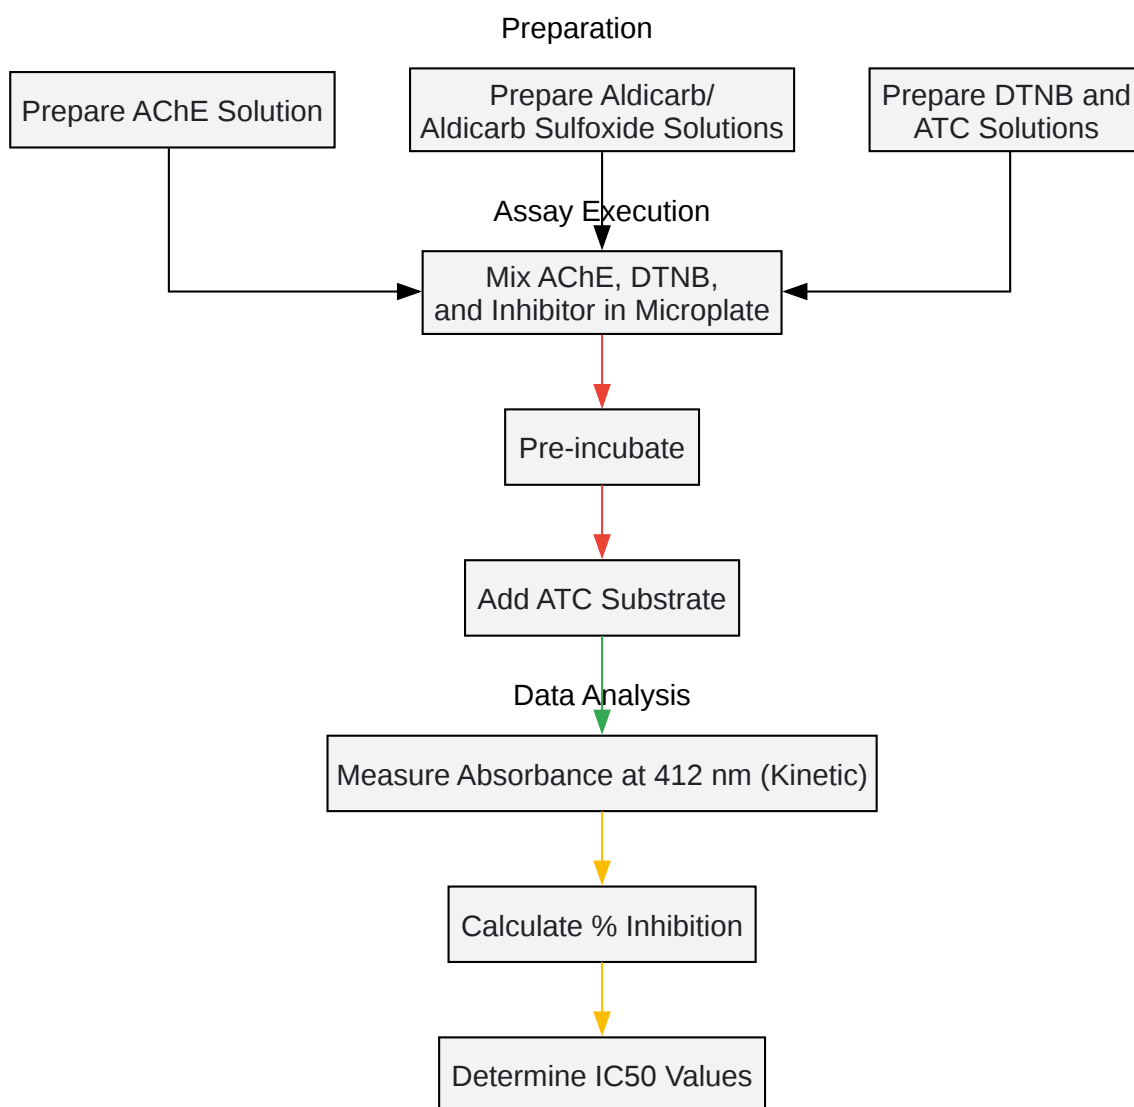 Preparation
Prepare AChE Solution
Prepare Aldicarb/
Aldicarb Sulfoxide Solutions
Prepare DTNB and
ATC Solutions
Assay Execution
Mix AChE, DTNB,
and Inhibitor in Microplate
Pre-incubate
Add ATC Substrate
Data Analysis
Measure Absorbance at 412 nm (Kinetic)
Calculate % Inhibition
Determine IC50 Values